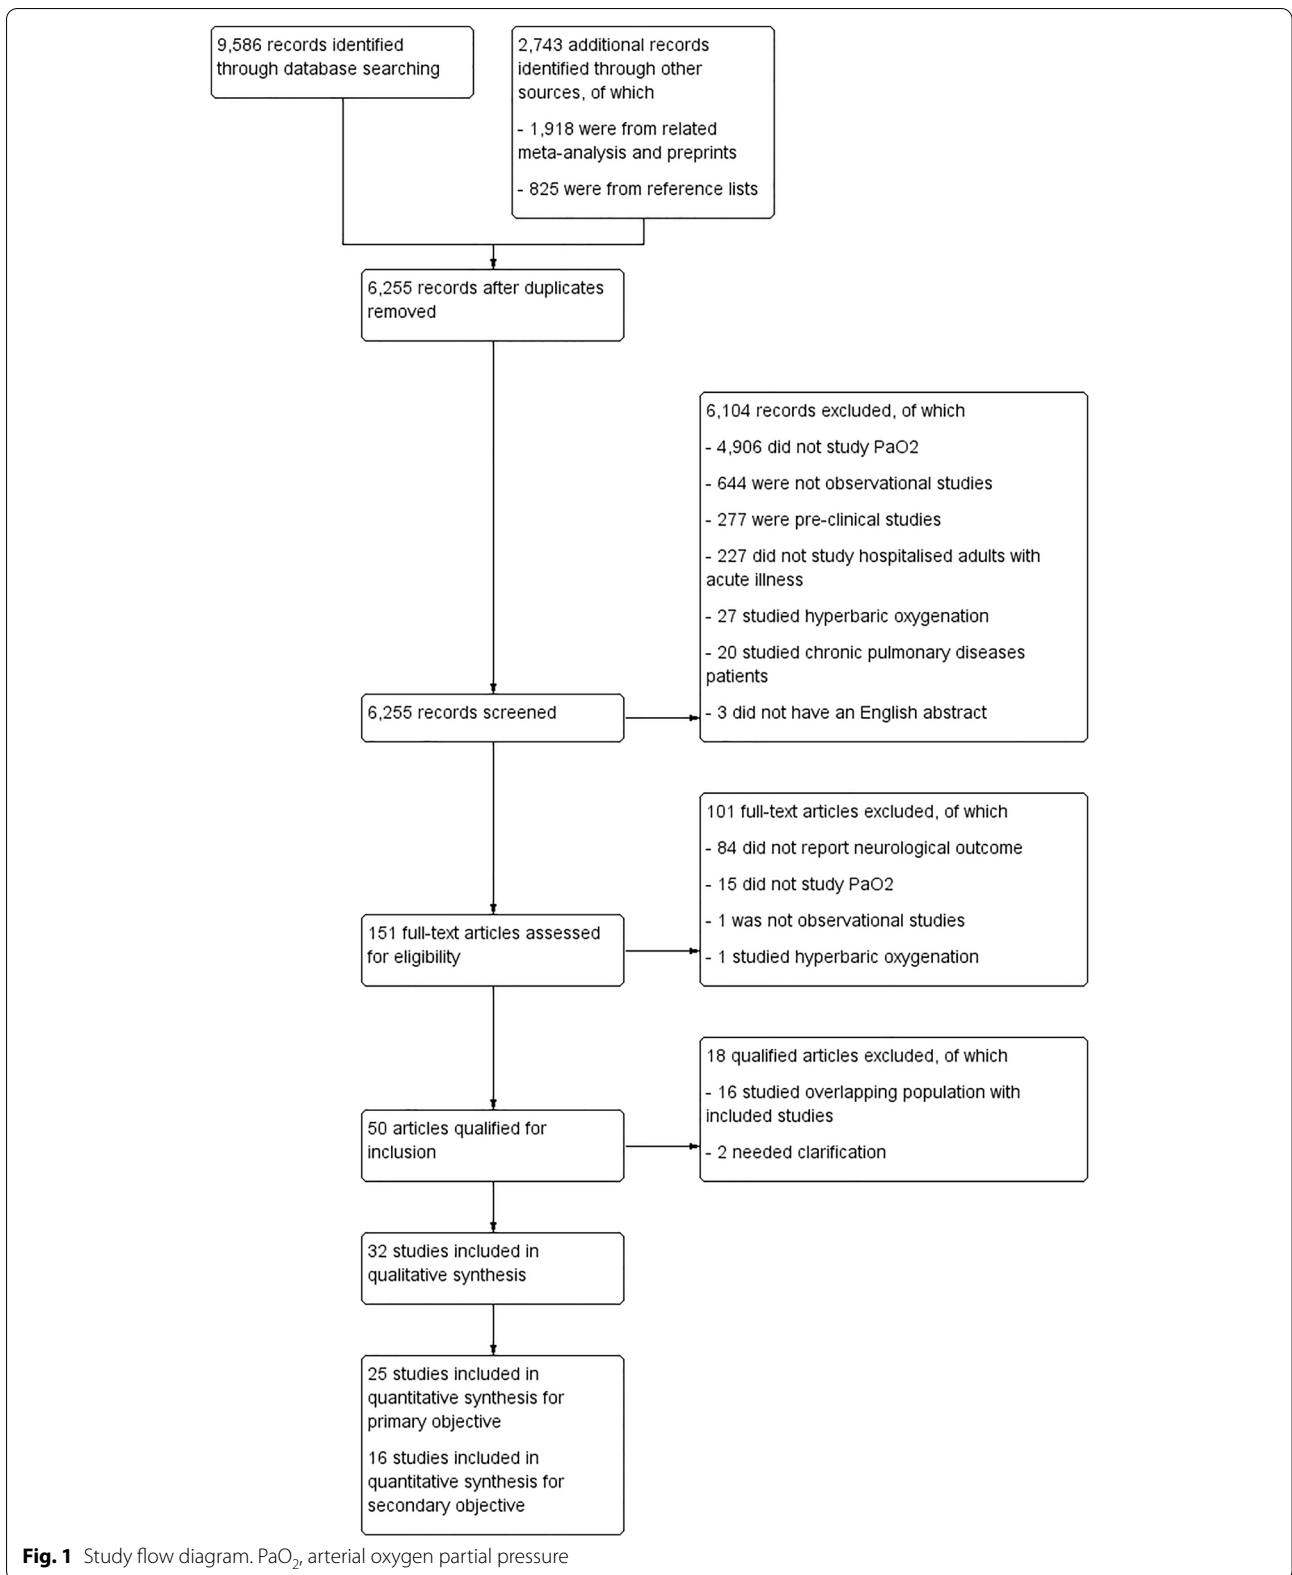 9,586 records identified
through database searching
2,743 additional records
identified through other
sources, of which
- 1,918 were from related
meta-analysis and preprints
- 825 were from reference lists
6,255 records after duplicates
removed
6,104 records excluded, of which
- 4,906 did not study PaO2
- 644 were not observational studies
- 277 were pre-clinical studies
- 227 did not study hospitalised adults with
acute illness
- 27 studied hyperbaric oxygenation
- 20 studied chronic pulmonary diseases
patients
- 3 did not have an English abstract
6,255 records screened
101 full-text articles excluded, of which
- 84 did not report neurological outcome
- 15 did not study PaO2
- 1 was not observational studies
- 1 studied hyperbaric oxygenation
151 full-text articles assessed
for eligibility
18 qualified articles excluded, of which
- 16 studied overlapping population with
included studies
- 2 needed clarification
50 articles qualified for
inclusion
32 studies included in
qualitative synthesis
25 studies included in
quantitative synthesis for
primary objective
16 studies included in
quantitative synthesis for
secondary objective
Fig. 1 Study flow diagram. PaO2, arterial oxygen partial pressure